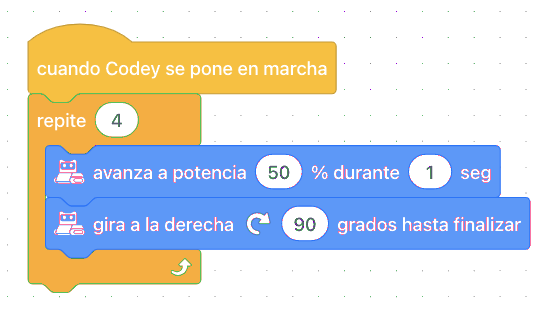 cuando Codey se pone en marcha
repite 4
avanza a potencia 50 % durante 1 seg
gira a la derecha 90 grados hasta finalizar